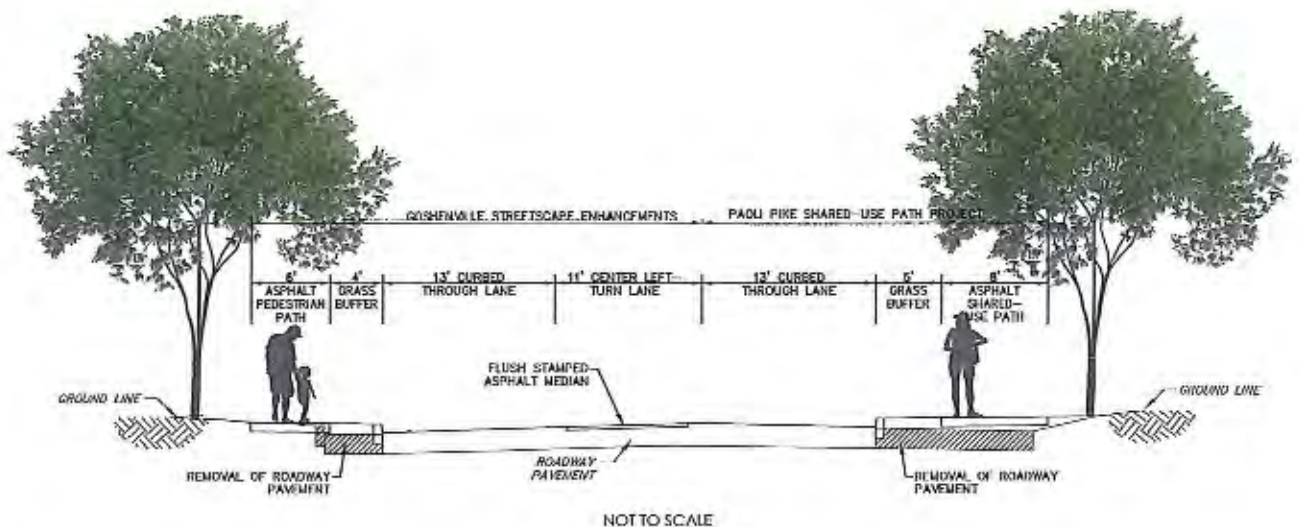 GOSHENVILLE STREETSCAPE ENHANCEMENTS
PAOLI PIKE SHARED-USE PATH PROJECT
6'
ASPHALT
PEDESTRIAN
PATH
4'
GRASS
BUFFER
13' CURBED
THROUGH LANE
11' CENTER LEFT-
TURN LANE
13' CURBED
THROUGH LANE
5'
GRASS
BUFFER
8'
ASPHALT
SHARED-
USE PATH
FLUSH STAMPED
ASPHALT MEDIAN
GROUND LINE
GROUND LINE
REMOVAL OF ROADWAY
PAVEMENT
ROADWAY
PAVEMENT
REMOVAL OF ROADWAY
PAVEMENT
NOT TO SCALE